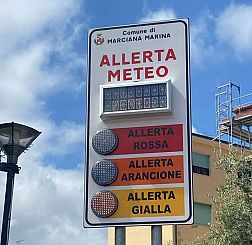 Comune di
MARCIANA MARINA
ALLERTA
METEO
ALLERTA
ROSSA
ALLERTA
ARANCIONE
ALLERTA
GIALLA